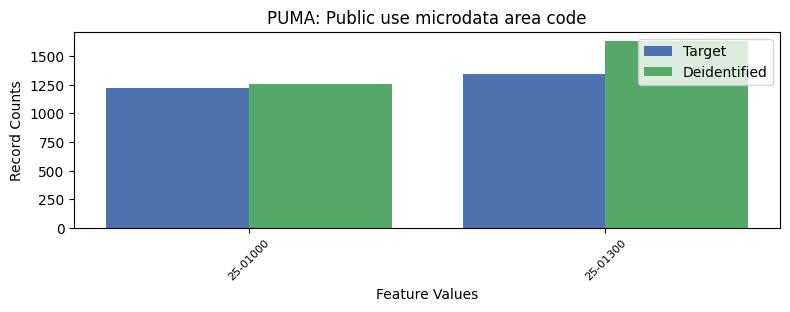 PUMA: Public use microdata area code
Target
Deidentified
Record Counts
1500
1250
1000
750
500
250
0
25-01000
25-01300
Feature Values